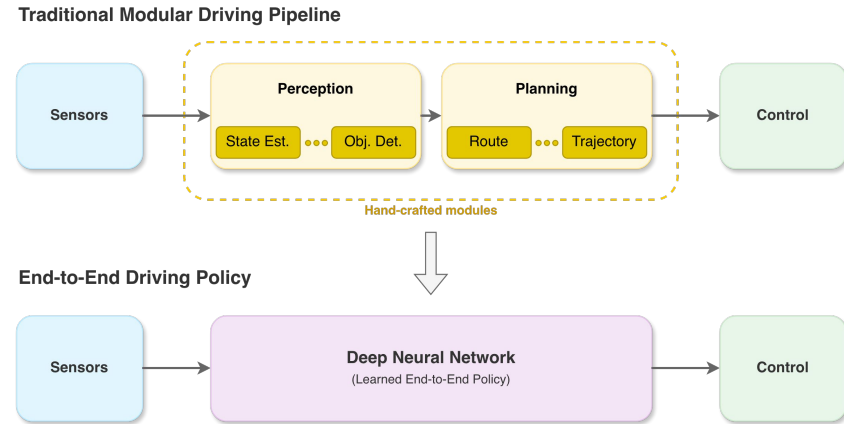 Traditional Modular Driving Pipeline
Sensors
Perception
State Est.
Obj. Det.
Planning
Route
Trajectory
Control
Hand-crafted modules
End-to-End Driving Policy
Sensors
Deep Neural Network
(Learned End-to-End Policy)
Control